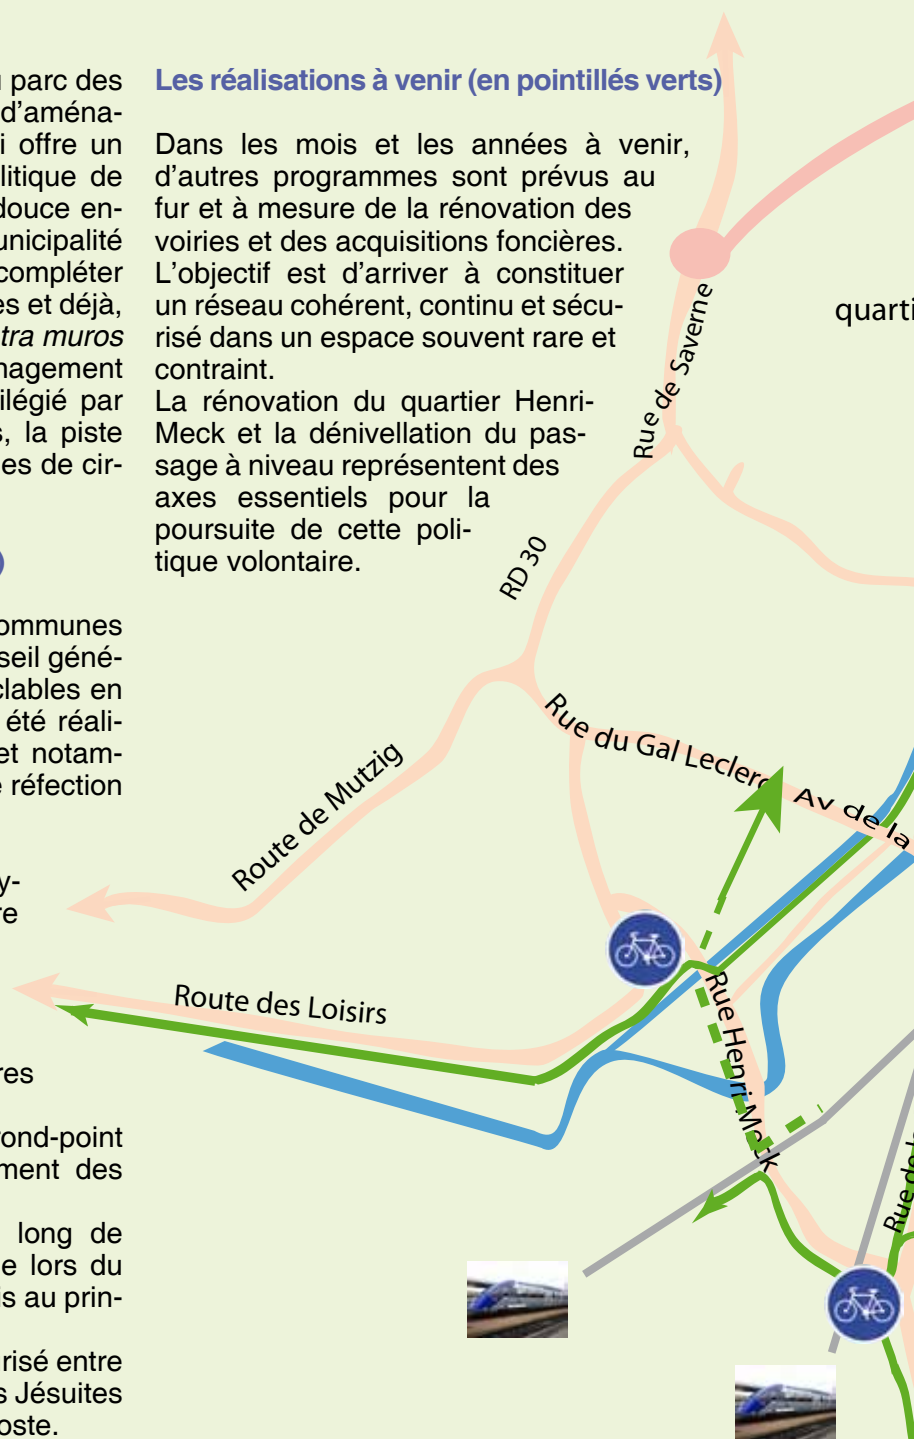 parc des
d'aména-
offre un
litique de
douce en-
unicipalité
compléter
es et déjà,
tra muros
nagement
ilégié par
s, la piste
es de cir-
ommunes
seil géné-
clables en
été réali-
et notam-
réfection
y-
re
res
rond-point
ment des
long de
e lors du
is au prin-
risé entre
s Jésuites
oste.
Les réalisations à venir (en pointillés verts)
Dans les mois et les années à venir,
d'autres programmes sont prévus au
fur et à mesure de la rénovation des
voiries et des acquisitions foncières.
L'objectif est d'arriver à constituer
un réseau cohérent, continu et sécu-
risé dans un espace souvent rare et
contraint.
La rénovation du quartier Henri-
Meck et la dénivellation du pas-
sage à niveau représentent des
axes essentiels pour la
poursuite de cette poli-
tique volontaire.
quarti
Rue de Saverne
RD 30
Rue du Gal Leclerc
Av de la
Route de Mutzig
Route des Loisirs
Rue Henri Meck
Rue de